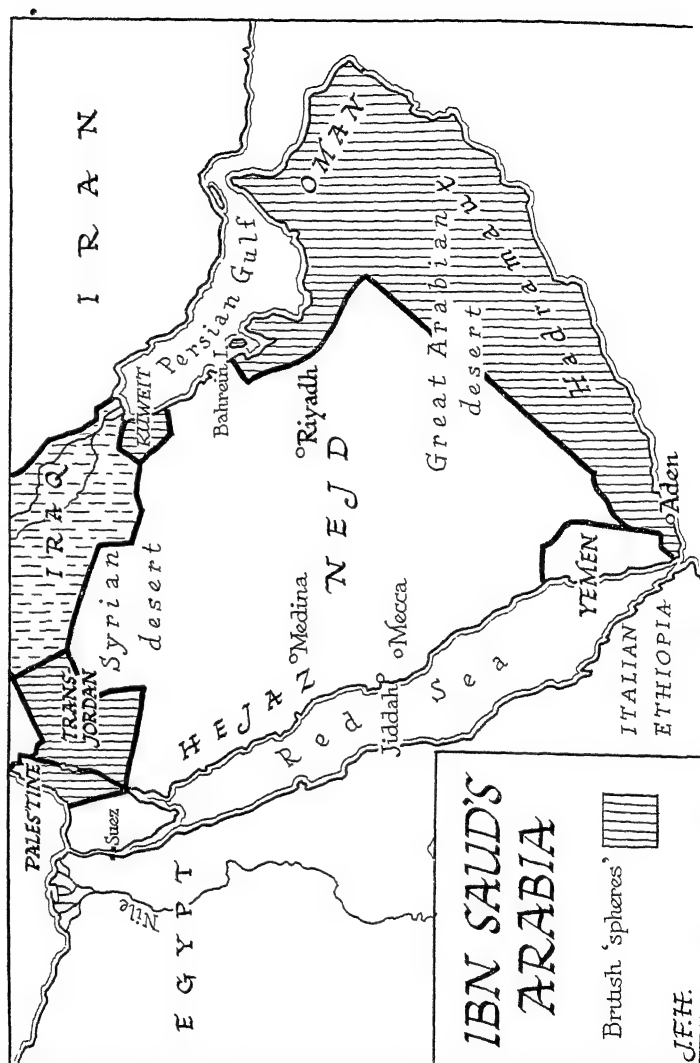 IRAN
IRAQ
KUWEIT
Persian Gulf
Bahrein I.
OMAN
Syrian
desert
TRANS-
JORDAN
PALESTINE
Suez
Nile
EGYPT
HEJAZ
Medina
NEJD
Riyadh
Great Arabian
desert
Hadramaut
Mecca
Jiddah
Red Sea
YEMEN
Aden
ITALIAN
ETHIOPIA
IBN SAUD'S
ARABIA
British 'spheres'
J.F.H.